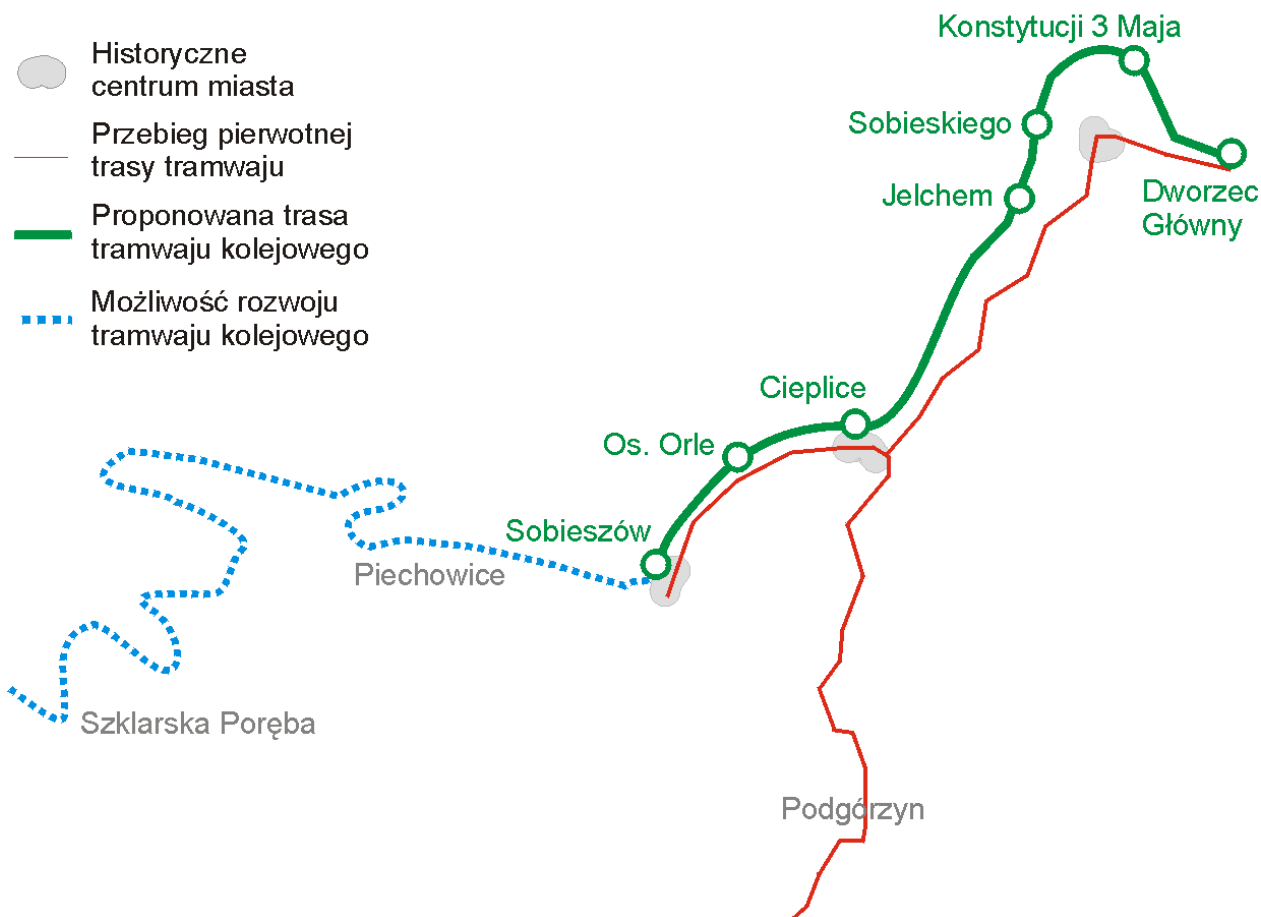 Historyczne
centrum miasta
Przebieg pierwotnej
trasy tramwaju
Proponowana trasa
tramwaju kolejowego
Możliwość rozwoju
tramwaju kolejowego
Konstytucji 3 Maja
Sobieskiego
Jelchem
Dworzec
Główny
Cieplice
Os. Orle
Sobieszów
Piechowice
Szklarska Poręba
Podgórzyn